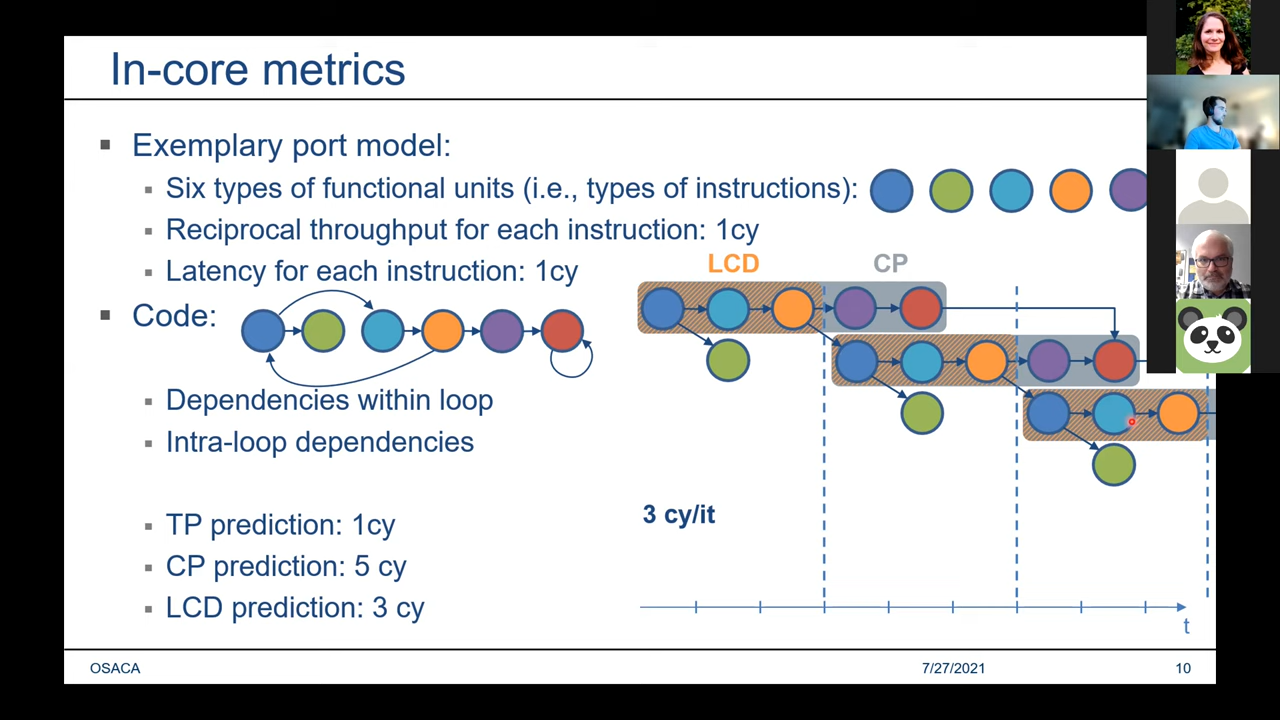 In-core metrics
Exemplary port model:
Six types of functional units (i.e., types of instructions):
Reciprocal throughput for each instruction: 1cy
Latency for each instruction: 1cy
LCD
CP
Code:
Dependencies within loop
Intra-loop dependencies
TP prediction: 1cy
CP prediction: 5 cy
LCD prediction: 3 cy
3 cy/it
t
OSACA
7/27/2021
10